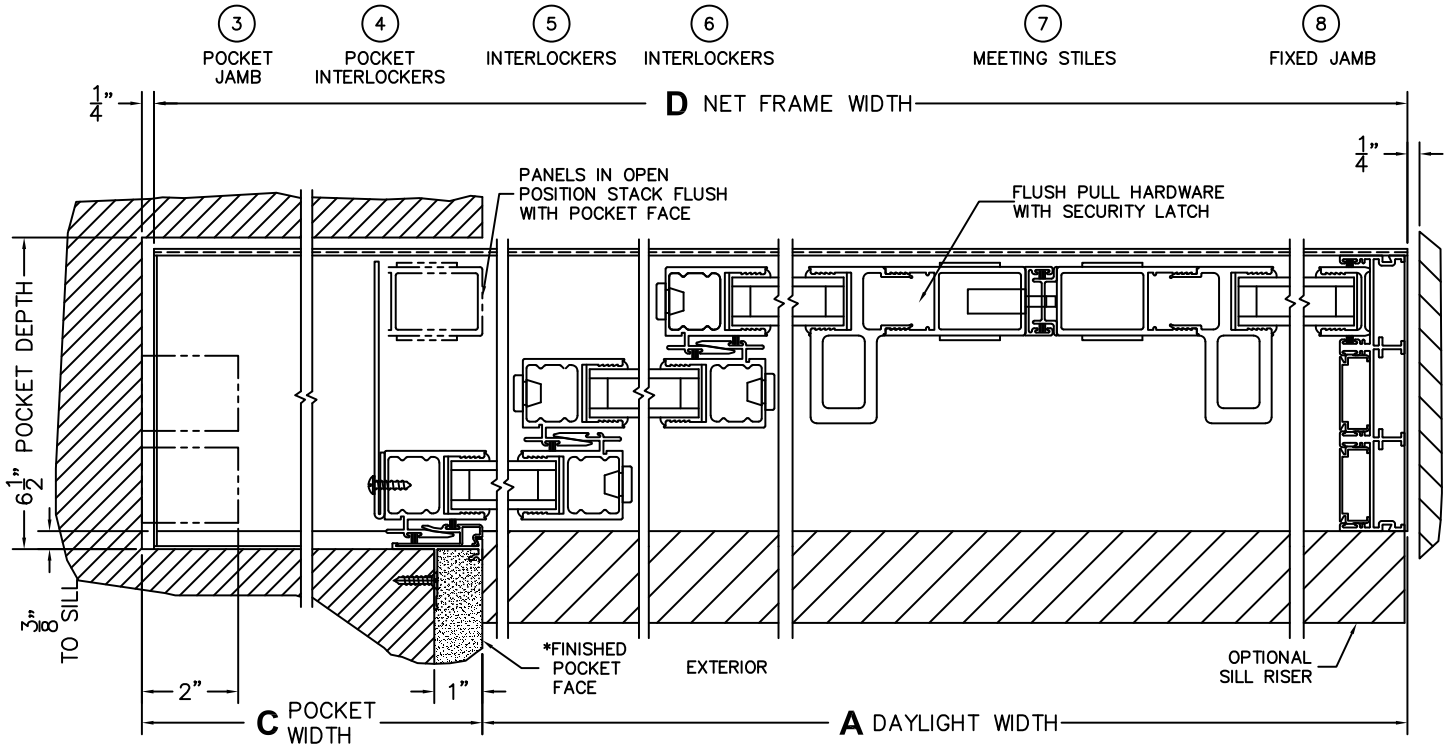 3 4 5 6 7 8
POCKET
JAMB
POCKET
INTERLOCKERS
INTERLOCKERS
INTERLOCKERS
MEETING STILES
FIXED JAMB
1/4"
D NET FRAME WIDTH
1/4"
PANELS IN OPEN
POSITION STACK FLUSH
WITH POCKET FACE
FLUSH PULL HARDWARE
WITH SECURITY LATCH
6 1/2" POCKET DEPTH
3/8"
TO SILL
*FINISHED
POCKET
FACE
EXTERIOR
OPTIONAL
SILL RISER
2"
1"
C POCKET
WIDTH
A DAYLIGHT WIDTH